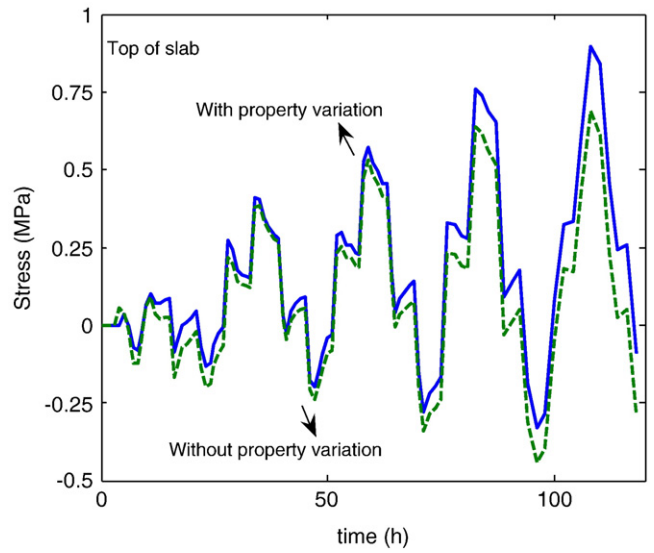 1
Top of slab
0.75
With property variation
0.5
Stress (MPa)
0.25
0
-0.25
Without property variation
-0.5
0
50
100
time (h)